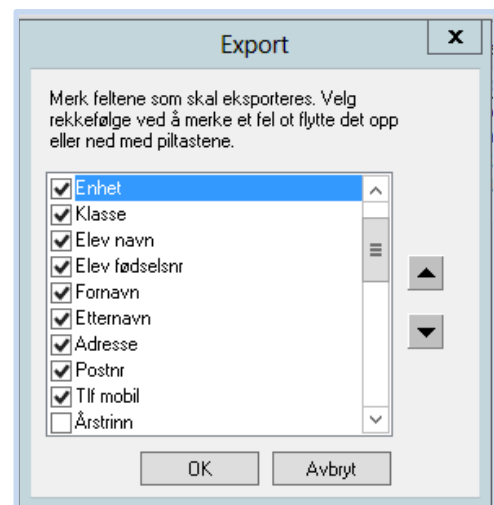 Export
x
Merk feltene som skal eksporteres. Velg
rekkefølge ved å merke et fel ot flytte det opp
eller ned med piltastene.
Enhet
Klasse
Elev navn
Elev fødselsnr
Fornavn
Etternavn
Adresse
Postnr
Tlf mobil
Årstrinn
OK
Avbryt